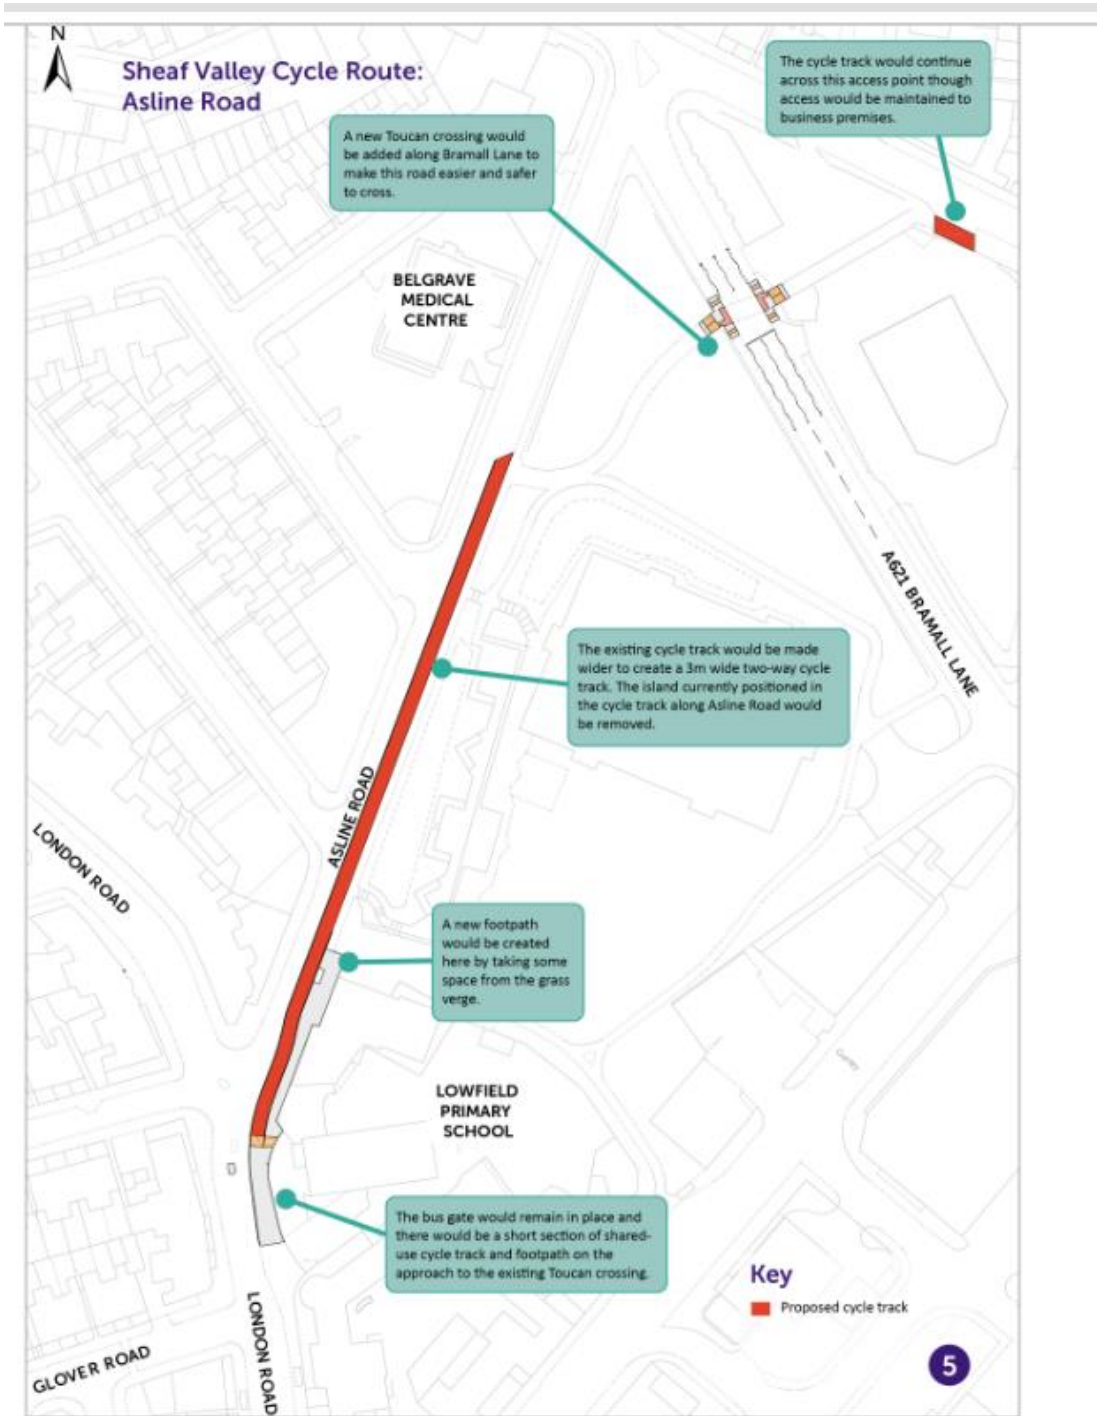 N
Sheaf Valley Cycle Route:
Asline Road
The cycle track would continue
across this access point though
access would be maintained to
business premises.
A new Toucan crossing would
be added along Bramall Lane to
make this road easier and safer
to cross.
BELGRAVE
MEDICAL
CENTRE
A621 BRAMALL LANE
The existing cycle track would be made
wider to create a 3m wide two-way cycle
track. The island currently positioned in
the cycle track along Asline Road would
be removed.
ASLINE ROAD
LONDON ROAD
A new footpath
would be created
here by taking some
space from the grass
verge.
LOWFIELD
PRIMARY
SCHOOL
The bus gate would remain in place and
there would be a short section of shared-
use cycle track and footpath on the
approach to the existing Toucan crossing.
Key
Proposed cycle track
LONDON ROAD
GLOVER ROAD
5